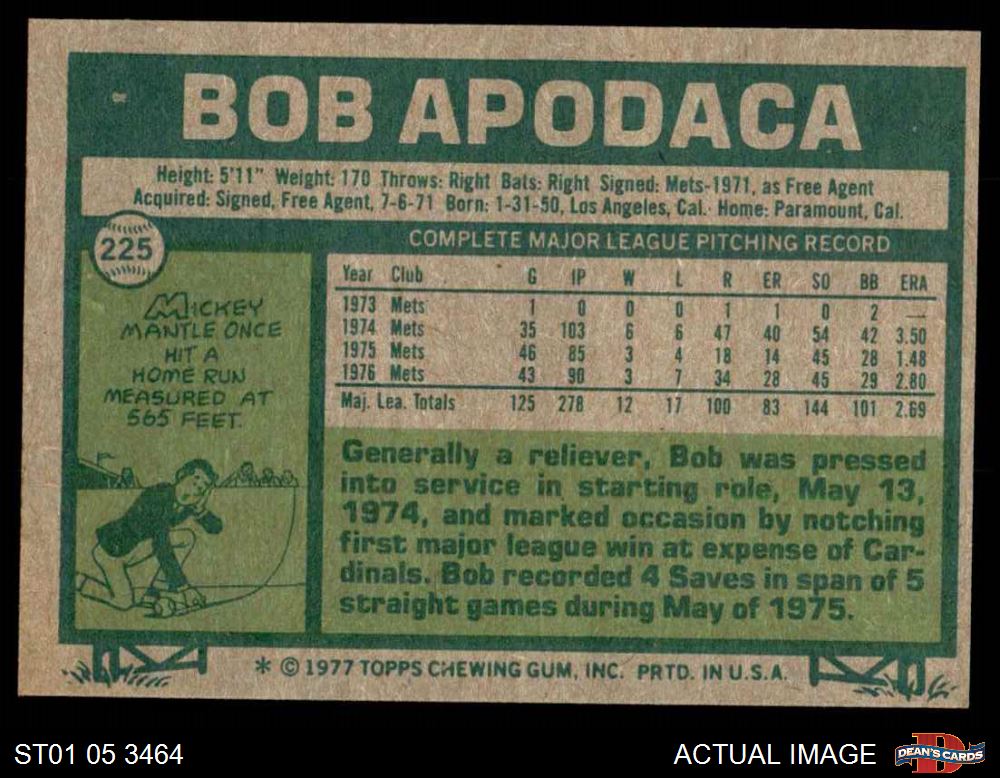 BOB APODACA
Height: 5'11" Weight: 170 Throws: Right Bats: Right Signed: Mets-1971, as Free Agent
Acquired: Signed, Free Agent, 7-6-71 Born: 1-31-50, Los Angeles, Cal. Home: Paramount, Cal.
225
MICKEY
MANTLE ONCE
HIT A
HOME RUN
MEASURED AT
565 FEET.
COMPLETE MAJOR LEAGUE PITCHING RECORD
Year Club G IP W L R ER SO BB ERA
1973 Mets 1 0 0 0 1 1 0 2 —
1974 Mets 35 103 6 6 47 40 54 42 3.50
1975 Mets 46 85 3 4 18 14 45 28 1.48
1976 Mets 43 90 3 7 34 28 45 29 2.80
Maj. Lea. Totals 125 278 12 17 100 83 144 101 2.69
Generally a reliever, Bob was pressed
into service in starting role, May 13,
1974, and marked occasion by notching
first major league win at expense of Car-
dinals. Bob recorded 4 Saves in span of 5
straight games during May of 1975.
* © 1977 TOPPS CHEWING GUM, INC. PRTD. IN U.S.A.
ST01 05 3464
ACTUAL IMAGE
D
DEAN'S CARDS